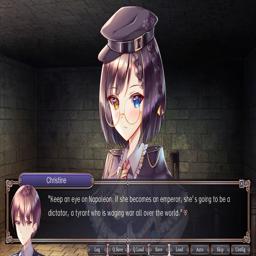 Christine
"Keep an eye on Napoleon. If she becomes an emperor, she's going to be a
dictator, a tyrant who is waging war all over the world."
Log Q.Save Q.Load Save Load Auto Skip Config